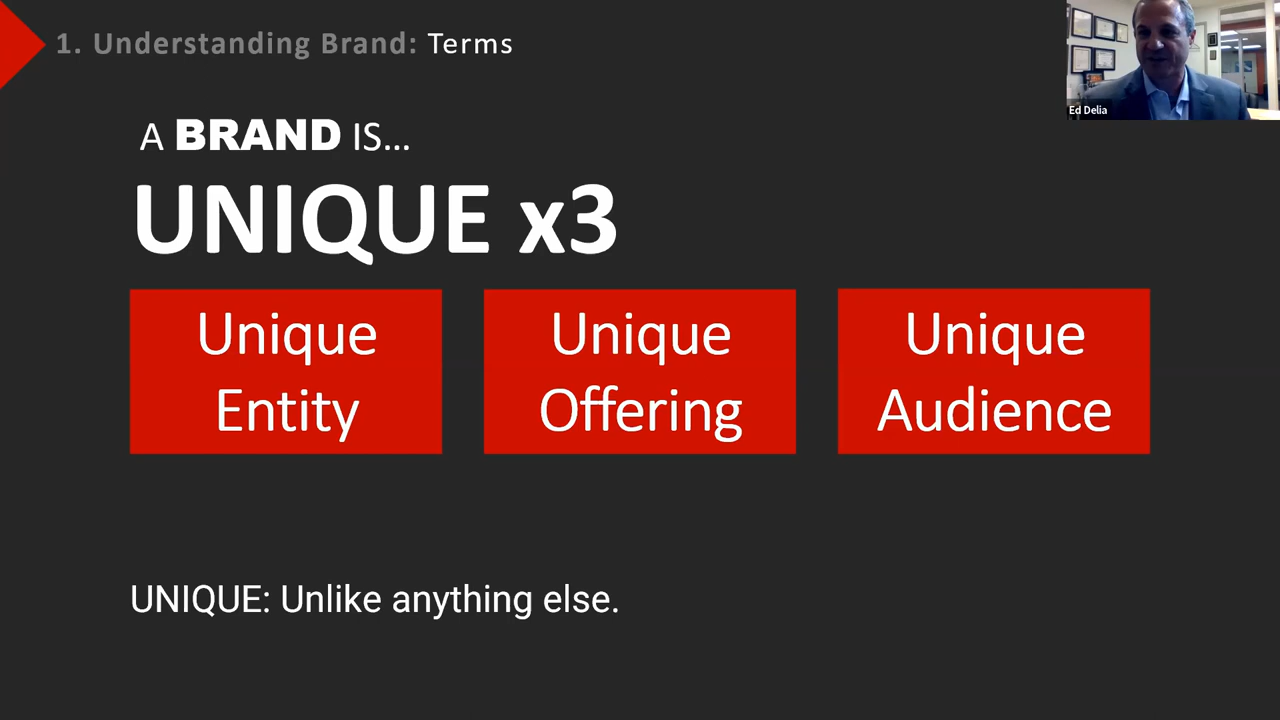 1. Understanding Brand: Terms
Ed Delia
A BRAND IS...
UNIQUE x3
Unique
Entity
Unique
Offering
Unique
Audience
UNIQUE: Unlike anything else.